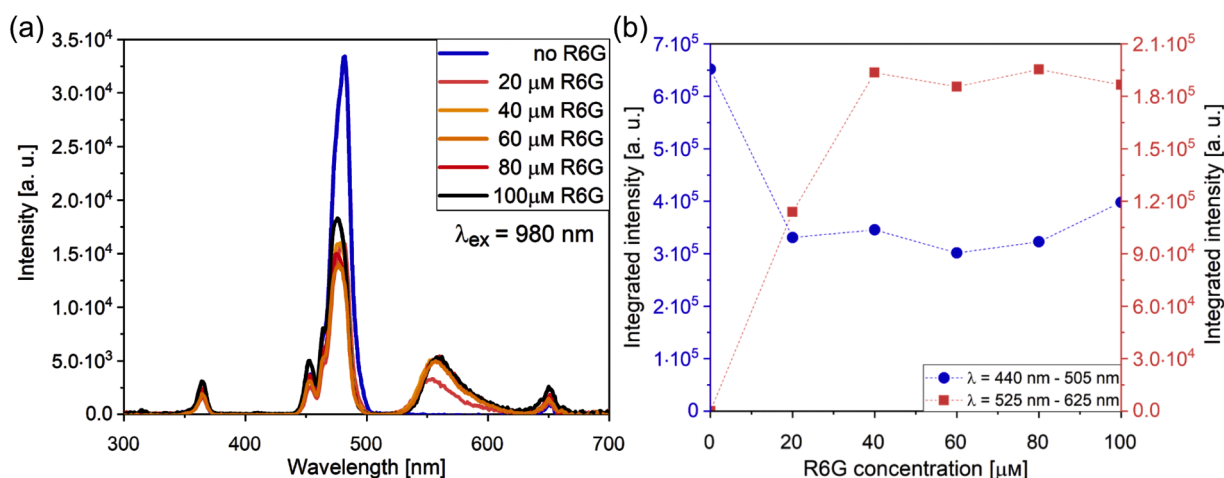 (a)
3.5·10⁴
3.0·10⁴
2.5·10⁴
2.0·10⁴
1.5·10⁴
1.0·10⁴
5.0·10³
0.0
Intensity [a. u.]
no R6G
20 μM R6G
40 μM R6G
60 μM R6G
80 μM R6G
100μM R6G
λex = 980 nm
300 400 500 600 700
Wavelength [nm]
(b)
7·10⁵
6·10⁵
5·10⁵
4·10⁵
3·10⁵
2·10⁵
1·10⁵
0
Integrated intensity [a. u.]
2.1·10⁵
1.8·10⁵
1.5·10⁵
1.2·10⁵
9.0·10⁴
6.0·10⁴
3.0·10⁴
0.0
Integrated intensity [a. u.]
λ = 440 nm - 505 nm
λ = 525 nm - 625 nm
0 20 40 60 80 100
R6G concentration [μM]